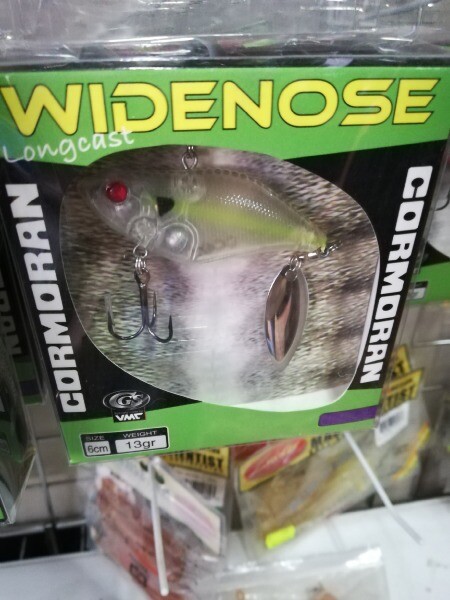 WIDENOSE
Longcast
CORMORAN
CORMORAN
VMC
SIZE
6cm
WEIGHT
13gr